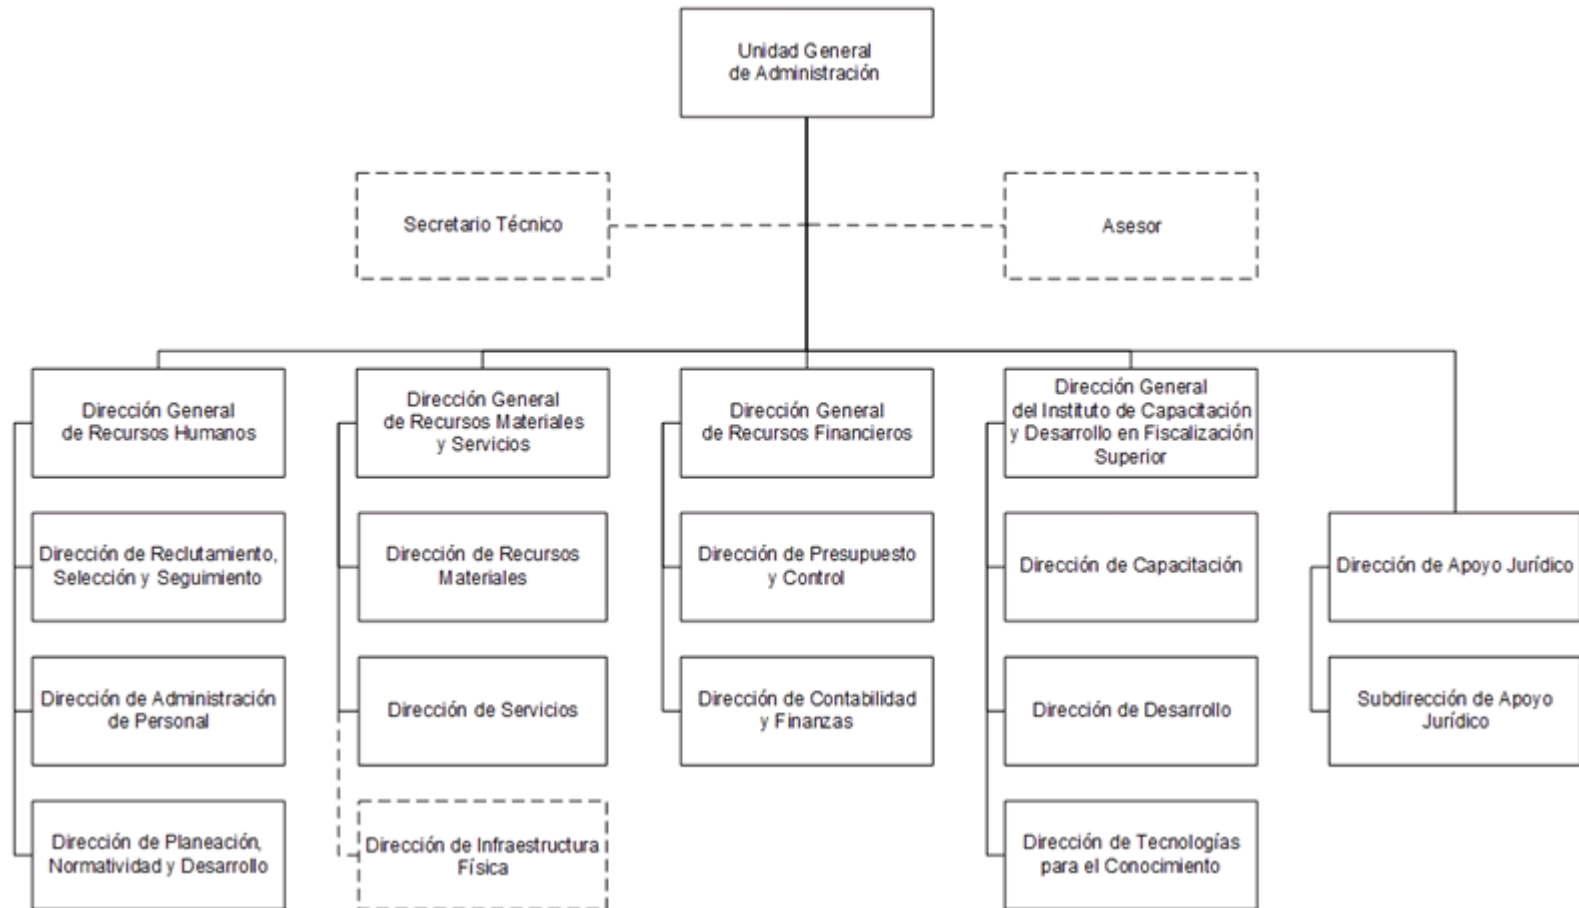 Unidad General
de Administración
Secretario Técnico
Asesor
Dirección General
de Recursos Humanos
Dirección General
de Recursos Materiales
y Servicios
Dirección General
de Recursos Financieros
Dirección General
del Instituto de Capacitación
y Desarrollo en Fiscalización
Superior
Dirección de Reclutamiento,
Selección y Seguimiento
Dirección de Recursos
Materiales
Dirección de Presupuesto
y Control
Dirección de Capacitación
Dirección de Apoyo Jurídico
Dirección de Administración
de Personal
Dirección de Servicios
Dirección de Contabilidad
y Finanzas
Dirección de Desarrollo
Subdirección de Apoyo
Jurídico
Dirección de Planeación,
Normatividad y Desarrollo
Dirección de Infraestructura
Física
Dirección de Tecnologías
para el Conocimiento